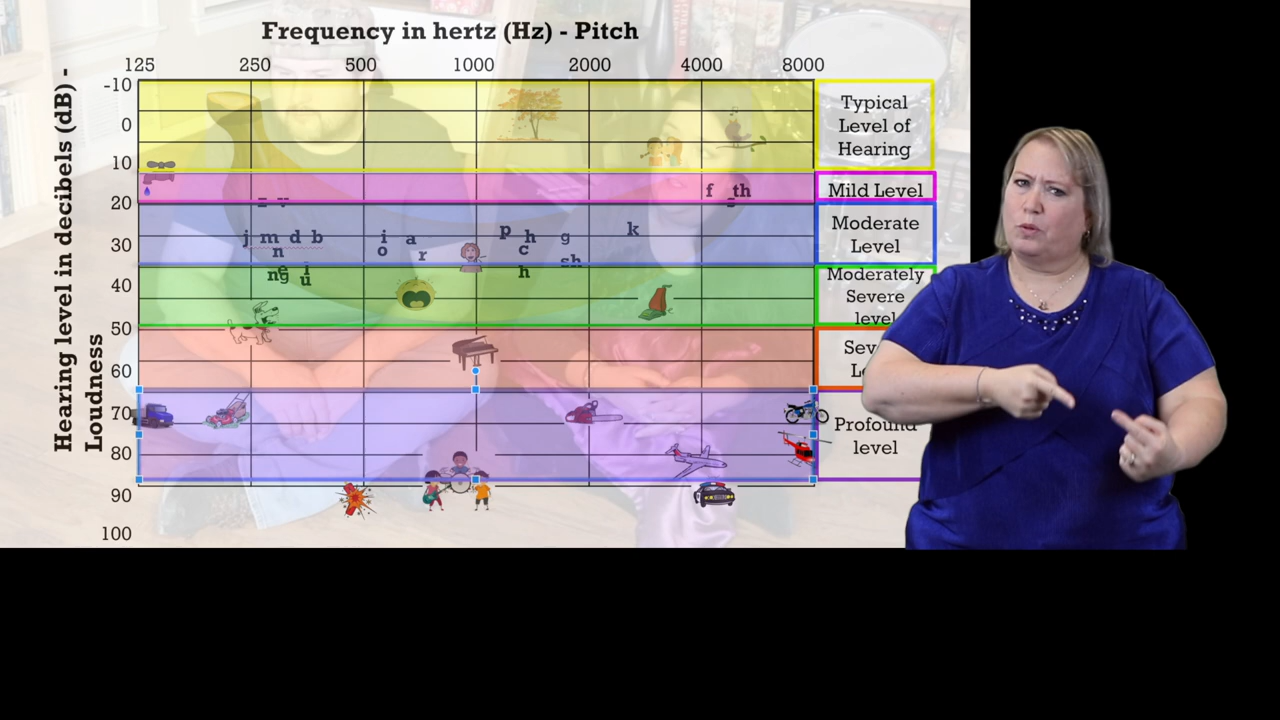 Frequency in hertz (Hz) - Pitch
125 250 500 1000 2000 4000 8000
Hearing level in decibels (dB) -
Loudness
-10
0
10
20
30
40
50
60
70
80
90
100
Typical
Level of
Hearing
Mild Level
Moderate
Level
Moderately
Severe
level
Profound
level
f th
j m d b
n
i a
o
r
p h g
c
k
sh
h
ng
u